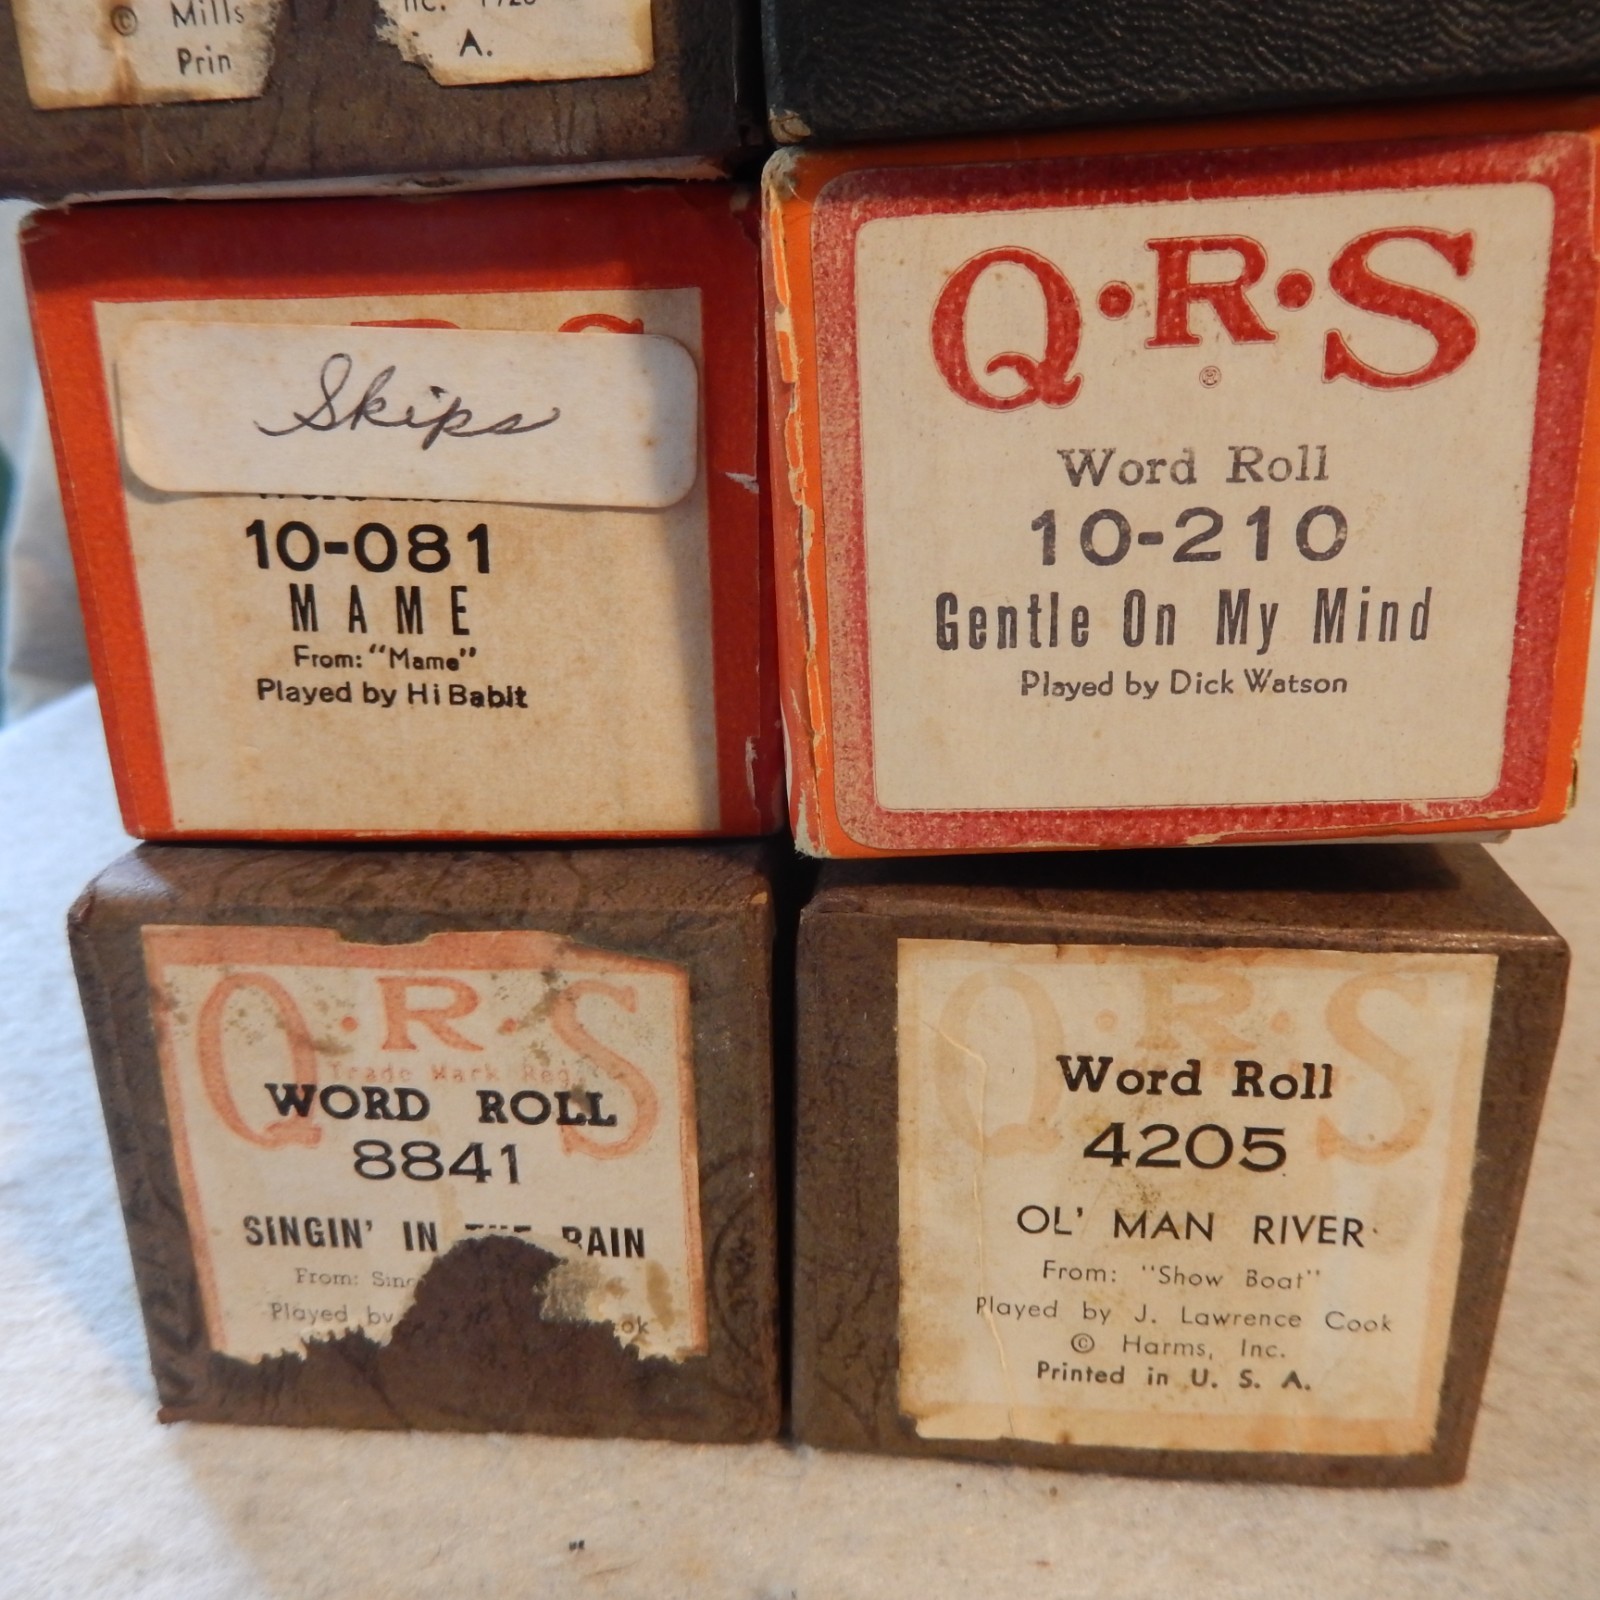 © Mills
Prin
A.
Skips
10-081
MAME
From: "Mame"
Played by Hi Babit
Q·R·S
®
Word Roll
10-210
Gentle On My Mind
Played by Dick Watson
Q·R·S
Trade Mark Reg.
WORD ROLL
8841
SINGIN' IN THE RAIN
From:
Played by
Q·R·S
Word Roll
4205
OL' MAN RIVER
From: "Show Boat"
Played by J. Lawrence Cook
© Harms, Inc.
Printed in U. S. A.